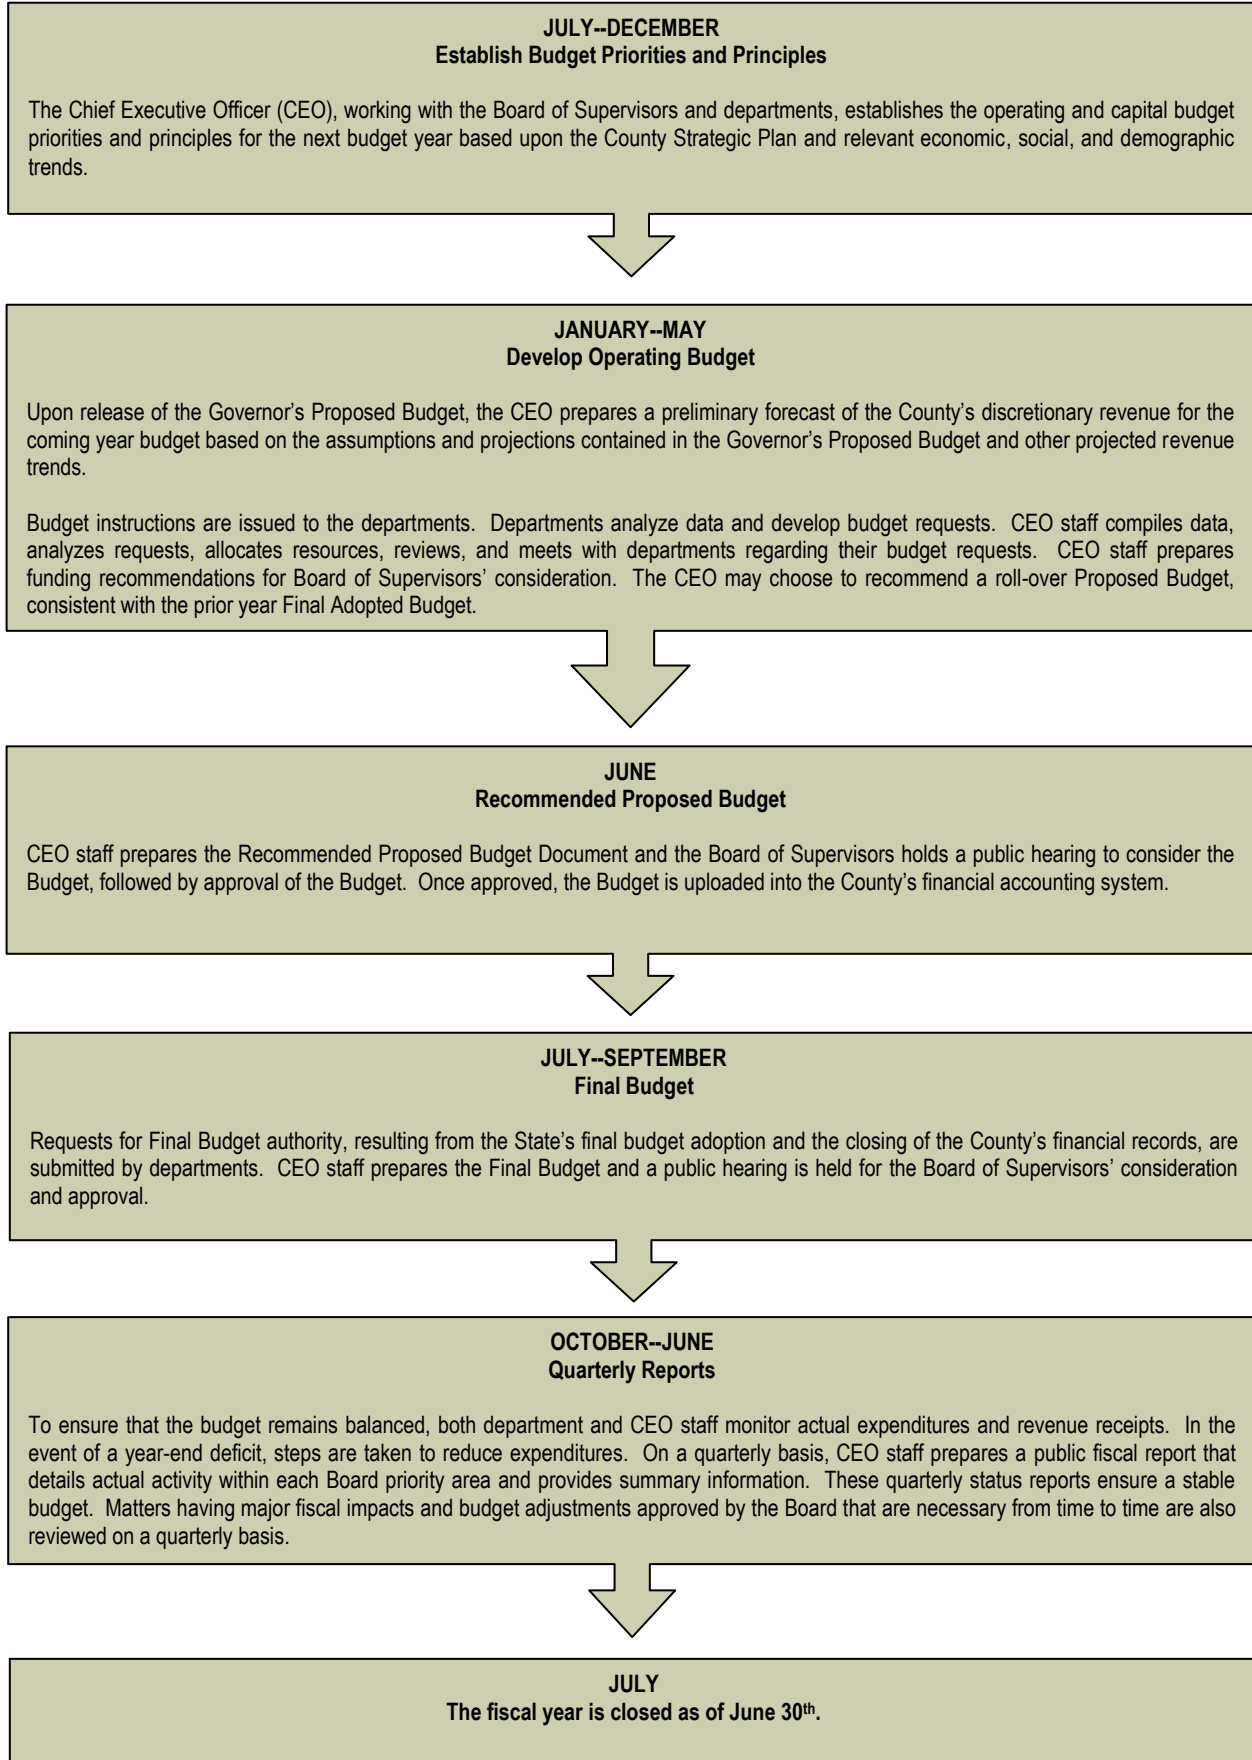 JULY--DECEMBER
Establish Budget Priorities and Principles
The Chief Executive Officer (CEO), working with the Board of Supervisors and departments, establishes the operating and capital budget
priorities and principles for the next budget year based upon the County Strategic Plan and relevant economic, social, and demographic
trends.
JANUARY--MAY
Develop Operating Budget
Upon release of the Governor's Proposed Budget, the CEO prepares a preliminary forecast of the County's discretionary revenue for the
coming year budget based on the assumptions and projections contained in the Governor's Proposed Budget and other projected revenue
trends.
Budget instructions are issued to the departments. Departments analyze data and develop budget requests. CEO staff compiles data,
analyzes requests, allocates resources, reviews, and meets with departments regarding their budget requests. CEO staff prepares
funding recommendations for Board of Supervisors' consideration. The CEO may choose to recommend a roll-over Proposed Budget,
consistent with the prior year Final Adopted Budget.
JUNE
Recommended Proposed Budget
CEO staff prepares the Recommended Proposed Budget Document and the Board of Supervisors holds a public hearing to consider the
Budget, followed by approval of the Budget. Once approved, the Budget is uploaded into the County's financial accounting system.
JULY--SEPTEMBER
Final Budget
Requests for Final Budget authority, resulting from the State's final budget adoption and the closing of the County's financial records, are
submitted by departments. CEO staff prepares the Final Budget and a public hearing is held for the Board of Supervisors' consideration
and approval.
OCTOBER--JUNE
Quarterly Reports
To ensure that the budget remains balanced, both department and CEO staff monitor actual expenditures and revenue receipts. In the
event of a year-end deficit, steps are taken to reduce expenditures. On a quarterly basis, CEO staff prepares a public fiscal report that
details actual activity within each Board priority area and provides summary information. These quarterly status reports ensure a stable
budget. Matters having major fiscal impacts and budget adjustments approved by the Board that are necessary from time to time are also
reviewed on a quarterly basis.
JULY
The fiscal year is closed as of June 30th.